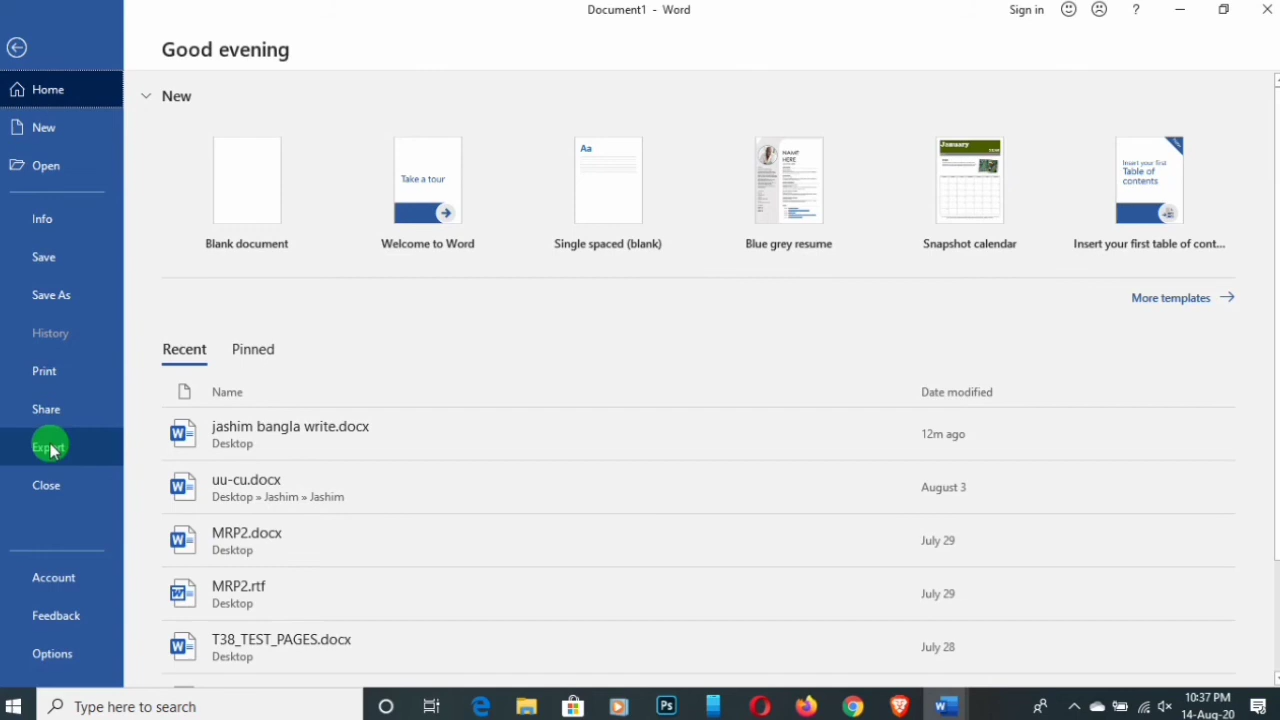 Document1 - Word
Sign in
?
Good evening
Home
New
Open
Info
Save
Save As
History
Print
Share
Export
Close
Account
Feedback
Options
New
Aa
Take a tour
NAME HERE
January
Insert your first
Table of
contents
Blank document
Welcome to Word
Single spaced (blank)
Blue grey resume
Snapshot calendar
Insert your first table of cont...
More templates
Recent
Pinned
Name
Date modified
jashim bangla write.docx
Desktop
12m ago
uu-cu.docx
Desktop » Jashim » Jashim
August 3
MRP2.docx
Desktop
July 29
MRP2.rtf
Desktop
July 29
T38_TEST_PAGES.docx
Desktop
July 28
Type here to search
10:37 PM
14-Aug-20